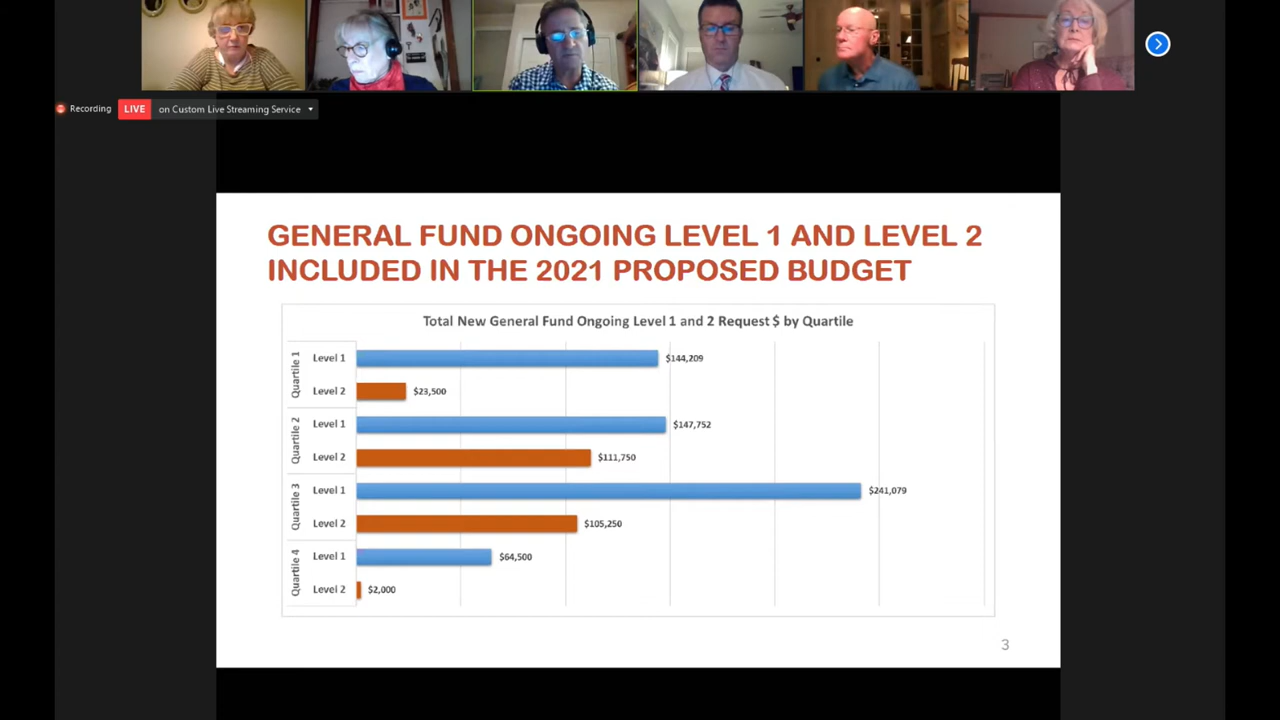 Recording LIVE on Custom Live Streaming Service
GENERAL FUND ONGOING LEVEL 1 AND LEVEL 2
INCLUDED IN THE 2021 PROPOSED BUDGET
Total New General Fund Ongoing Level 1 and 2 Request $ by Quartile
Quartile 1
Level 1 $144,209
Level 2 $23,500
Quartile 2
Level 1 $147,752
Level 2 $111,750
Quartile 3
Level 1 $241,079
Level 2 $105,250
Quartile 4
Level 1 $64,500
Level 2 $2,000
3